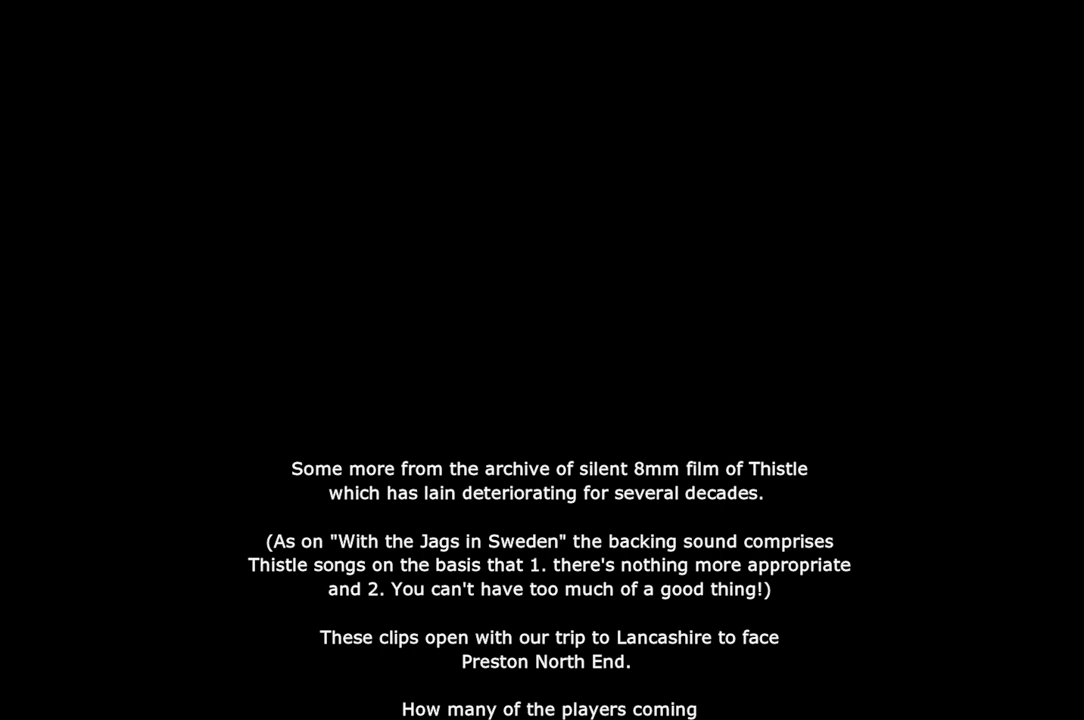 Some more from the archive of silent 8mm film of Thistle
which has lain deteriorating for several decades.
(As on "With the Jags in Sweden" the backing sound comprises
Thistle songs on the basis that 1. there's nothing more appropriate
and 2. You can't have too much of a good thing!)
These clips open with our trip to Lancashire to face
Preston North End.
How many of the players coming